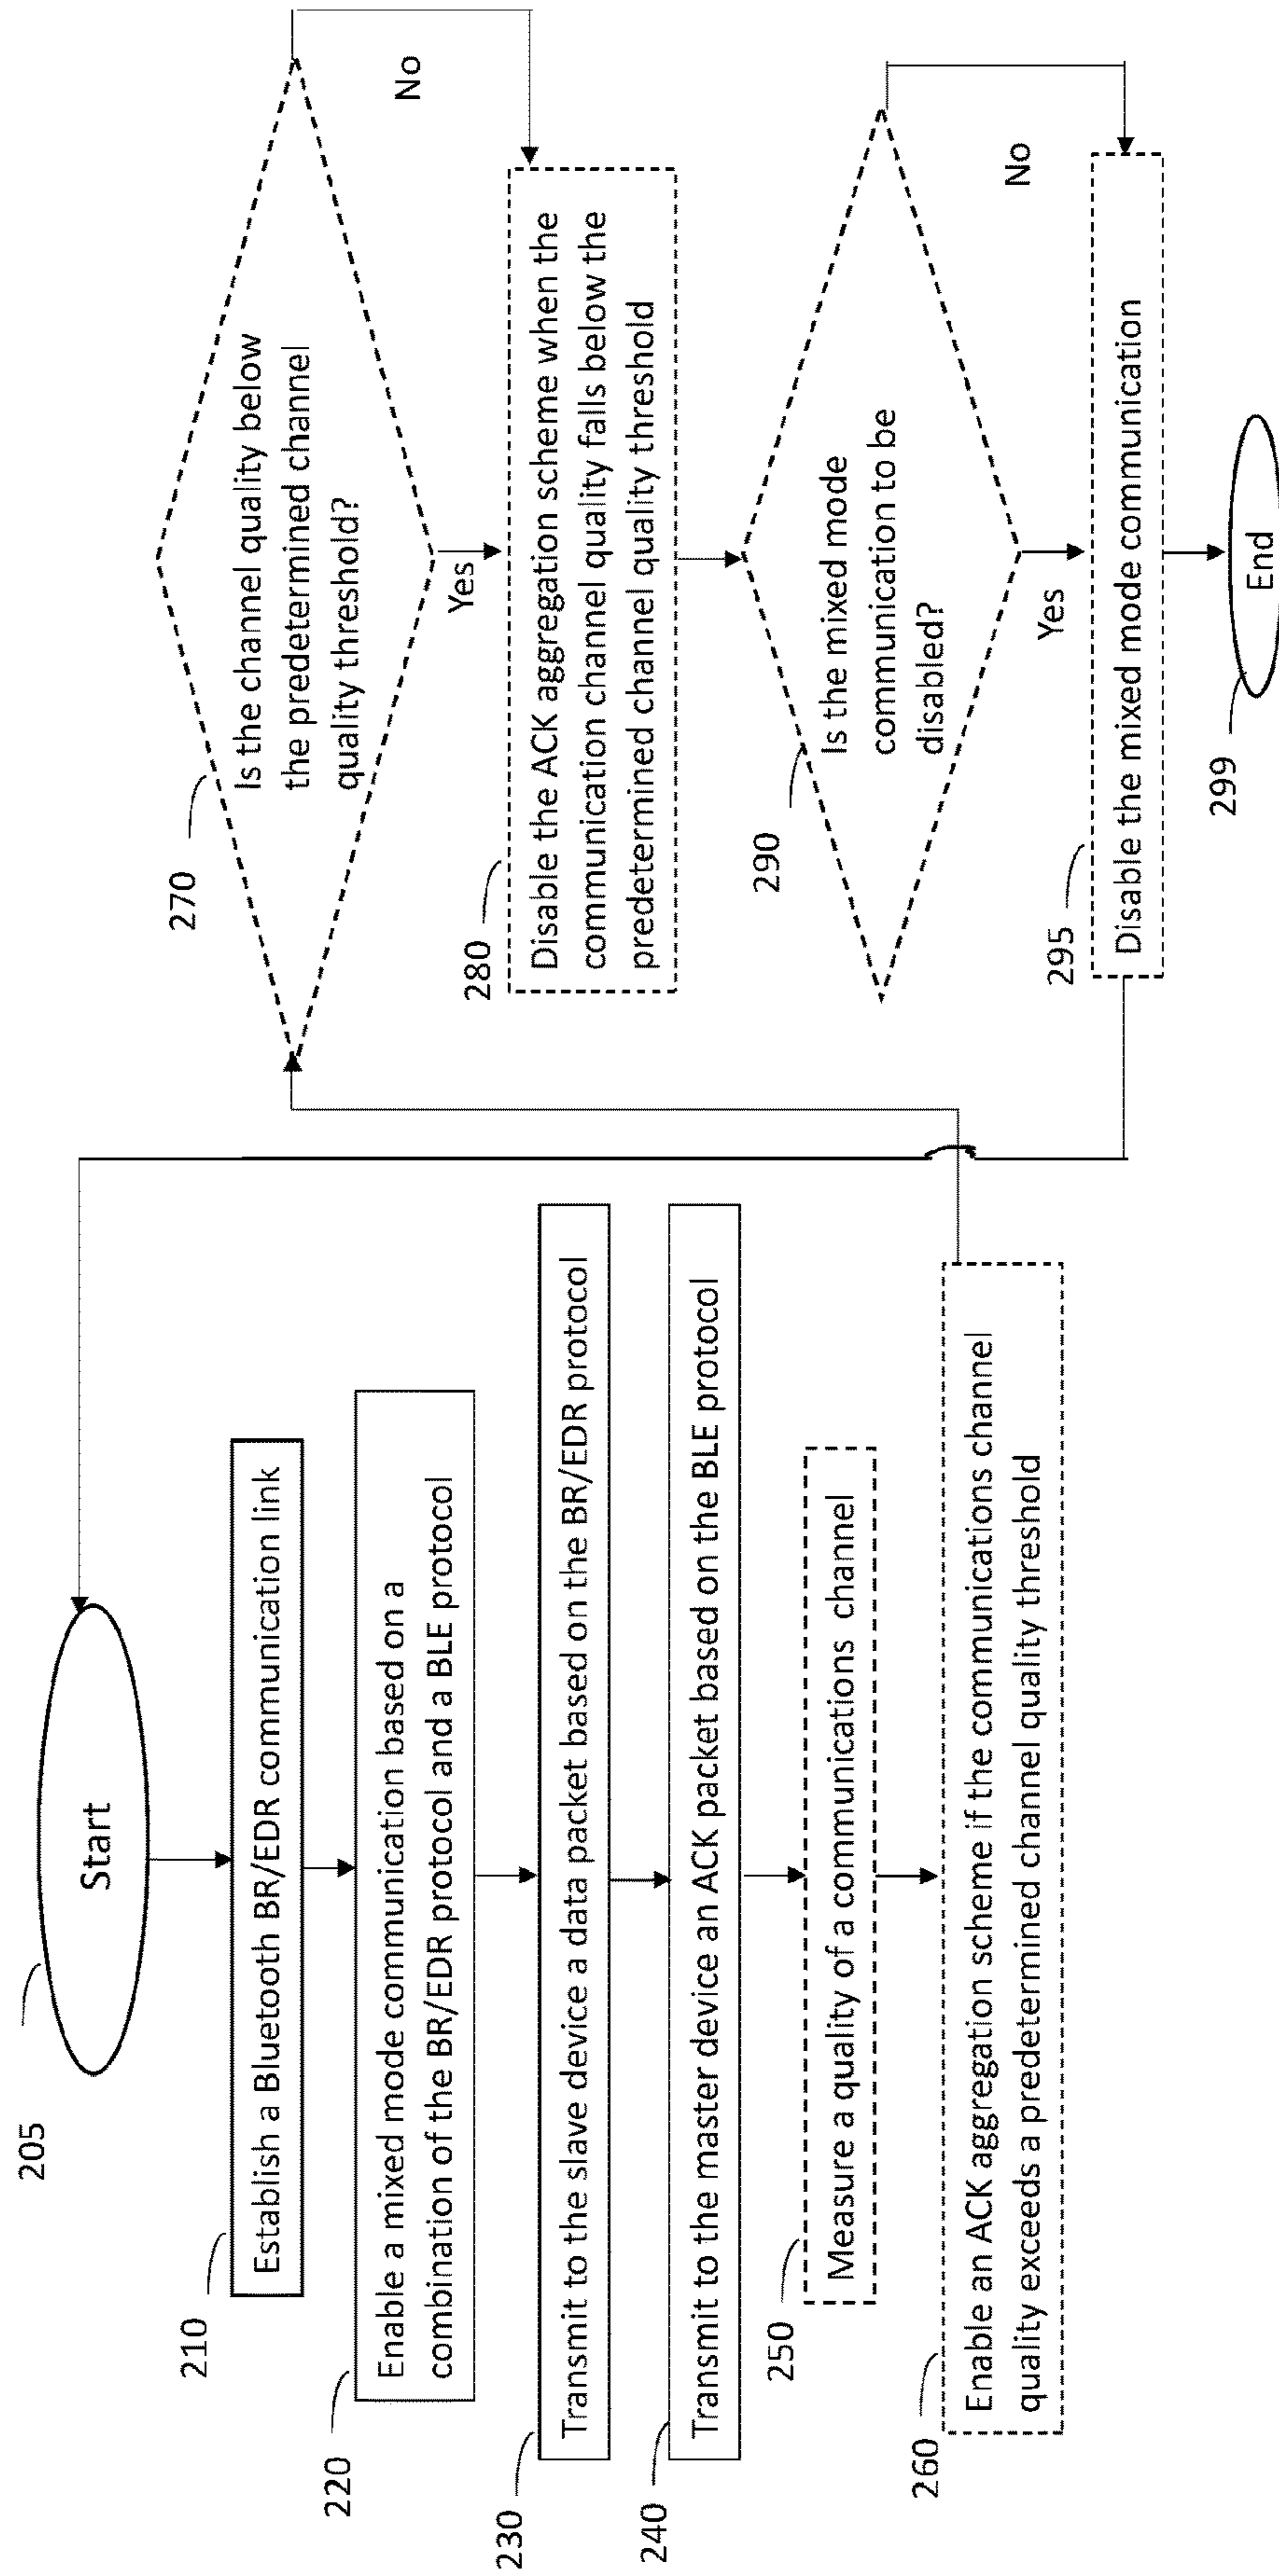 205
Start
210
Establish a Bluetooth BR/EDR communication link
220
Enable a mixed mode communication based on a
combination of the BR/EDR protocol and a BLE protocol
230
Transmit to the slave device a data packet based on the BR/EDR protocol
240
Transmit to the master device an ACK packet based on the BLE protocol
250
Measure a quality of a communications channel
260
Enable an ACK aggregation scheme if the communications channel
quality exceeds a predetermined channel quality threshold
270
Is the channel quality below
the predetermined channel
quality threshold?
No
Yes
280
Disable the ACK aggregation scheme when the
communication channel quality falls below the
predetermined channel quality threshold
290
Is the mixed mode
communication to be
disabled?
No
Yes
295
Disable the mixed mode communication
299
End